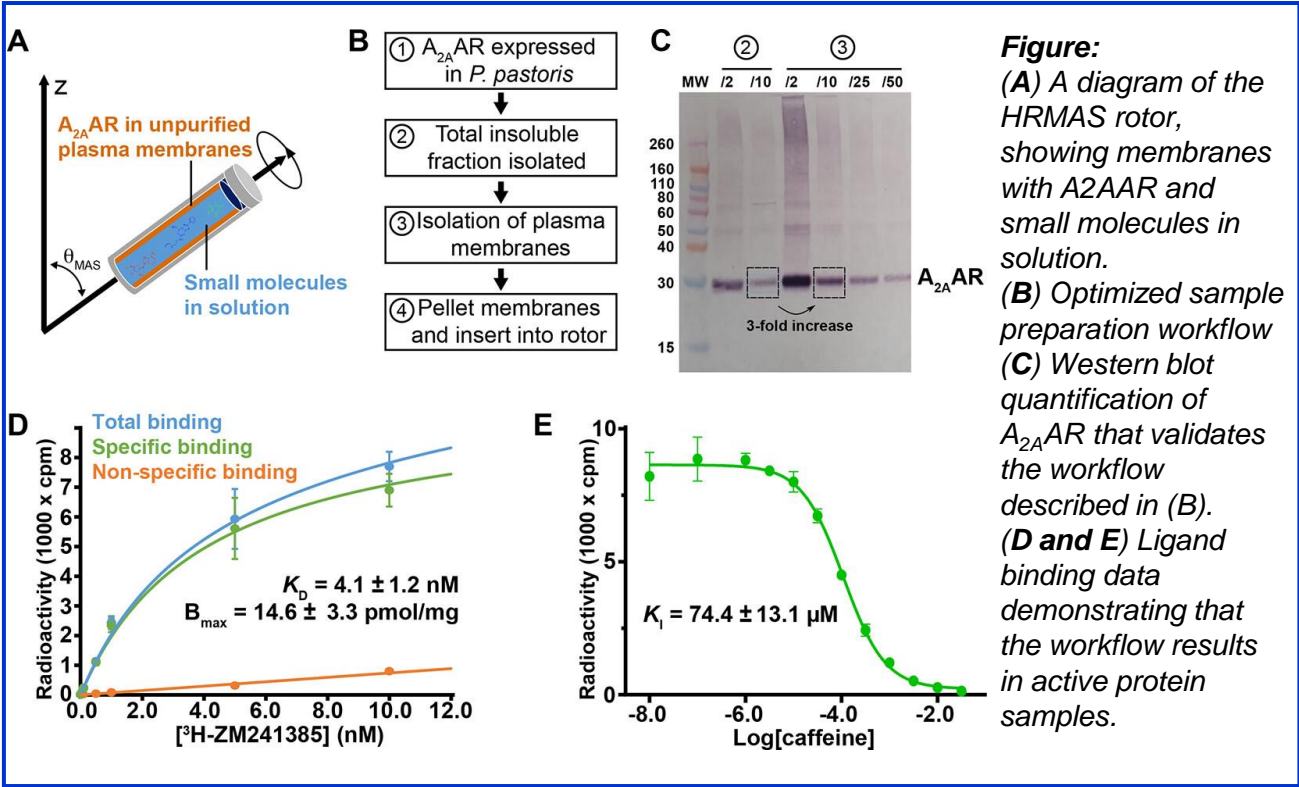 A
Z
A2AAR in unpurified
plasma membranes
θMAS
Small molecules
in solution
B
① A2AAR expressed
in P. pastoris
② Total insoluble
fraction isolated
③ Isolation of plasma
membranes
④ Pellet membranes
and insert into rotor
C
② ③
MW /2 /10 /2 /10 /25 /50
260
160
110
80
60
50
40
30
15
A2AAR
3-fold increase
D
Total binding
Specific binding
Non-specific binding
Radioactivity (1000 x cpm)
8
7
6
5
4
3
2
1
0
KD = 4.1 ± 1.2 nM
Bmax = 14.6 ± 3.3 pmol/mg
0.0 2.0 4.0 6.0 8.0 10.0 12.0
[³H-ZM241385] (nM)
E
Radioactivity (1000 x cpm)
10
5
0
KI = 74.4 ± 13.1 µM
-8.0 -6.0 -4.0 -2.0
Log[caffeine]
Figure:
(A) A diagram of the
HRMAS rotor,
showing membranes
with A2AAR and
small molecules in
solution.
(B) Optimized sample
preparation workflow
(C) Western blot
quantification of
A2AAR that validates
the workflow
described in (B).
(D and E) Ligand
binding data
demonstrating that
the workflow results
in active protein
samples.